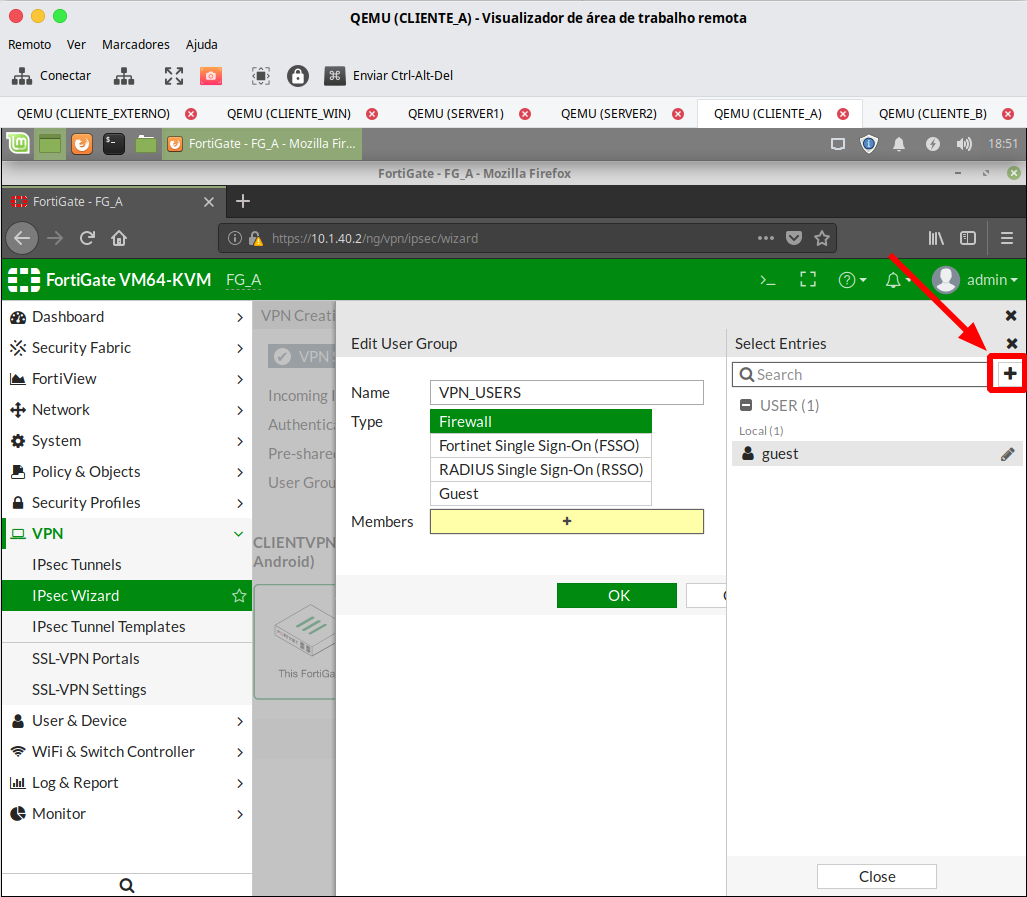 QEMU (CLIENTE_A) - Visualizador de área de trabalho remota
Remoto Ver Marcadores Ajuda
Conectar Enviar Ctrl-Alt-Del
QEMU (CLIENTE_EXTERNO) QEMU (CLIENTE_WIN) QEMU (SERVER1) QEMU (SERVER2) QEMU (CLIENTE_A) QEMU (CLIENTE_B)
FortiGate - FG_A - Mozilla Fir... 18:51
FortiGate - FG_A - Mozilla Firefox
FortiGate - FG_A
https://10.1.40.2/ng/vpn/ipsec/wizard
FortiGate VM64-KVM FG_A admin
Dashboard
Security Fabric
FortiView
Network
System
Policy & Objects
Security Profiles
VPN
IPsec Tunnels
IPsec Wizard
IPsec Tunnel Templates
SSL-VPN Portals
SSL-VPN Settings
User & Device
WiFi & Switch Controller
Log & Report
Monitor
VPN Creati
VPN S
Incoming I
Authentica
Pre-shared
User Grou
CLIENTVPN
Android)
This FortiGa
Edit User Group
Name VPN_USERS
Type Firewall
Fortinet Single Sign-On (FSSO)
RADIUS Single Sign-On (RSSO)
Guest
Members +
OK
Select Entries
Search +
USER (1)
Local (1)
guest
Close